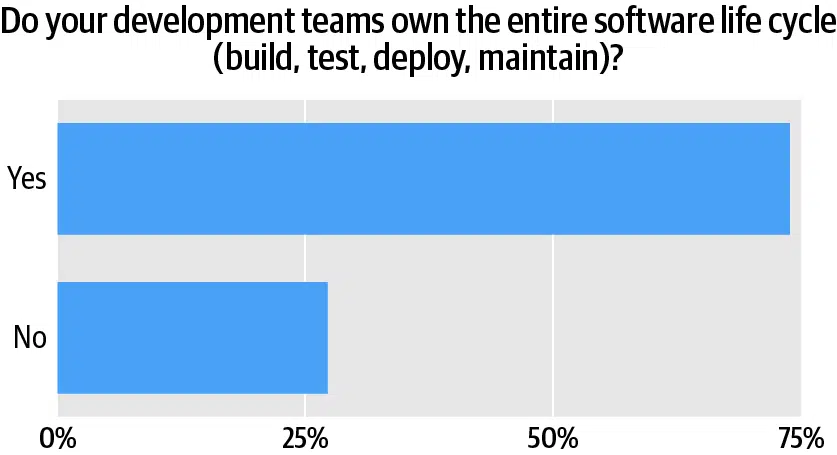 Do your development teams own the entire software life cycle
(build, test, deploy, maintain)?
Yes
No
0% 25% 50% 75%